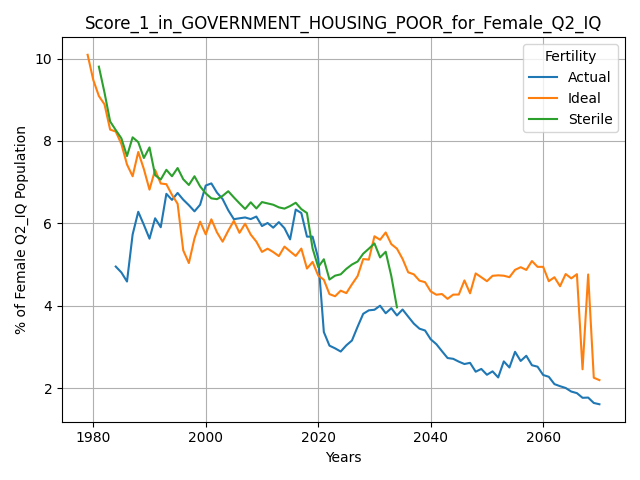 Score_1_in_GOVERNMENT_HOUSING_POOR_for_Female_Q2_IQ
Fertility
Actual
Ideal
Sterile
% of Female Q2_IQ Population
10
8
6
4
2
1980
2000
2020
2040
2060
Years